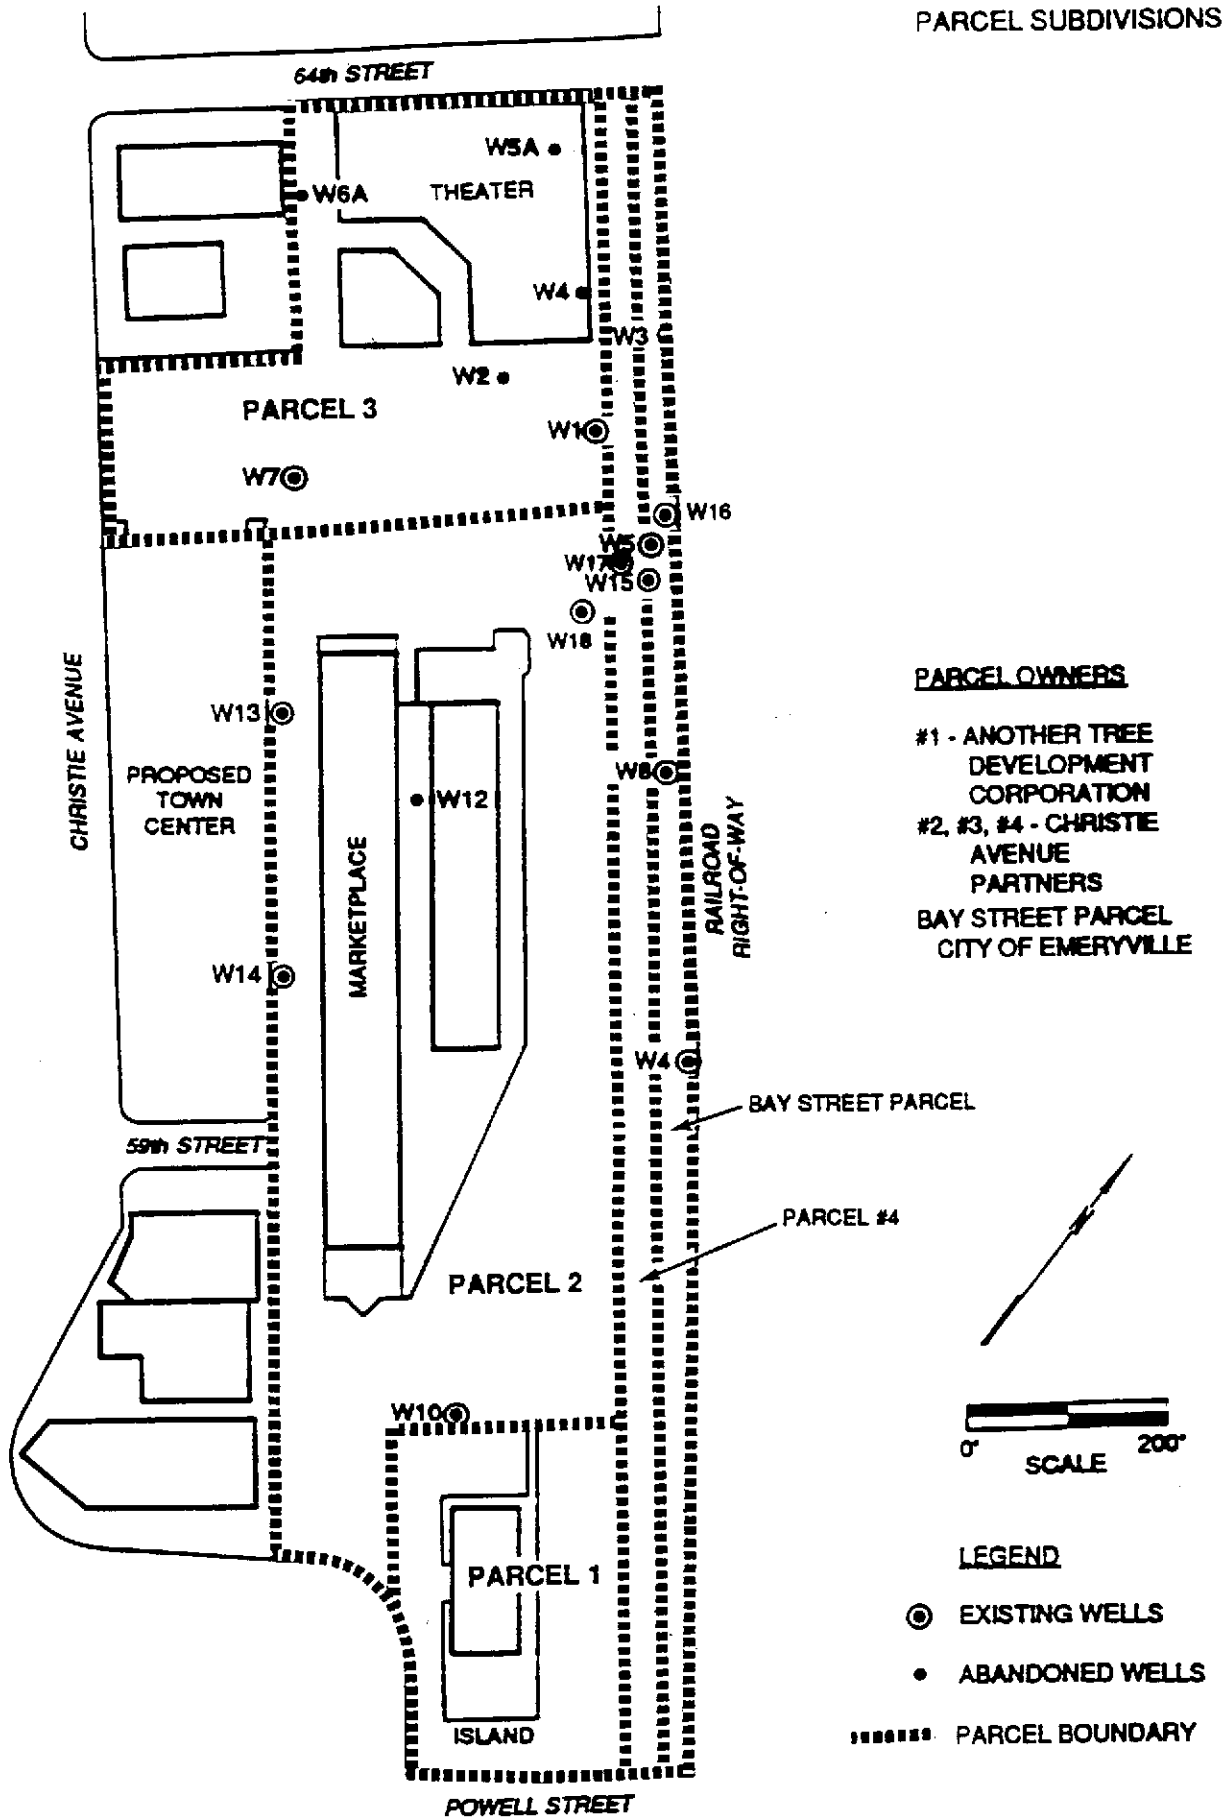 PARCEL SUBDIVISIONS
64th STREET
W5A
W6A
THEATER
W4
W3
W2
PARCEL 3
W1
W7
W16
W5
W17
W15
W18
CHRISTIE AVENUE
W13
PROPOSED
TOWN
CENTER
W12
MARKETPLACE
W8
RAILROAD
RIGHT-OF-WAY
PARCEL OWNERS
#1 - ANOTHER TREE
DEVELOPMENT
CORPORATION
#2, #3, #4 - CHRISTIE
AVENUE
PARTNERS
BAY STREET PARCEL
CITY OF EMERYVILLE
W14
W4
BAY STREET PARCEL
59th STREET
PARCEL #4
PARCEL 2
N
W10
0'
200'
SCALE
PARCEL 1
ISLAND
POWELL STREET
LEGEND
EXISTING WELLS
ABANDONED WELLS
PARCEL BOUNDARY